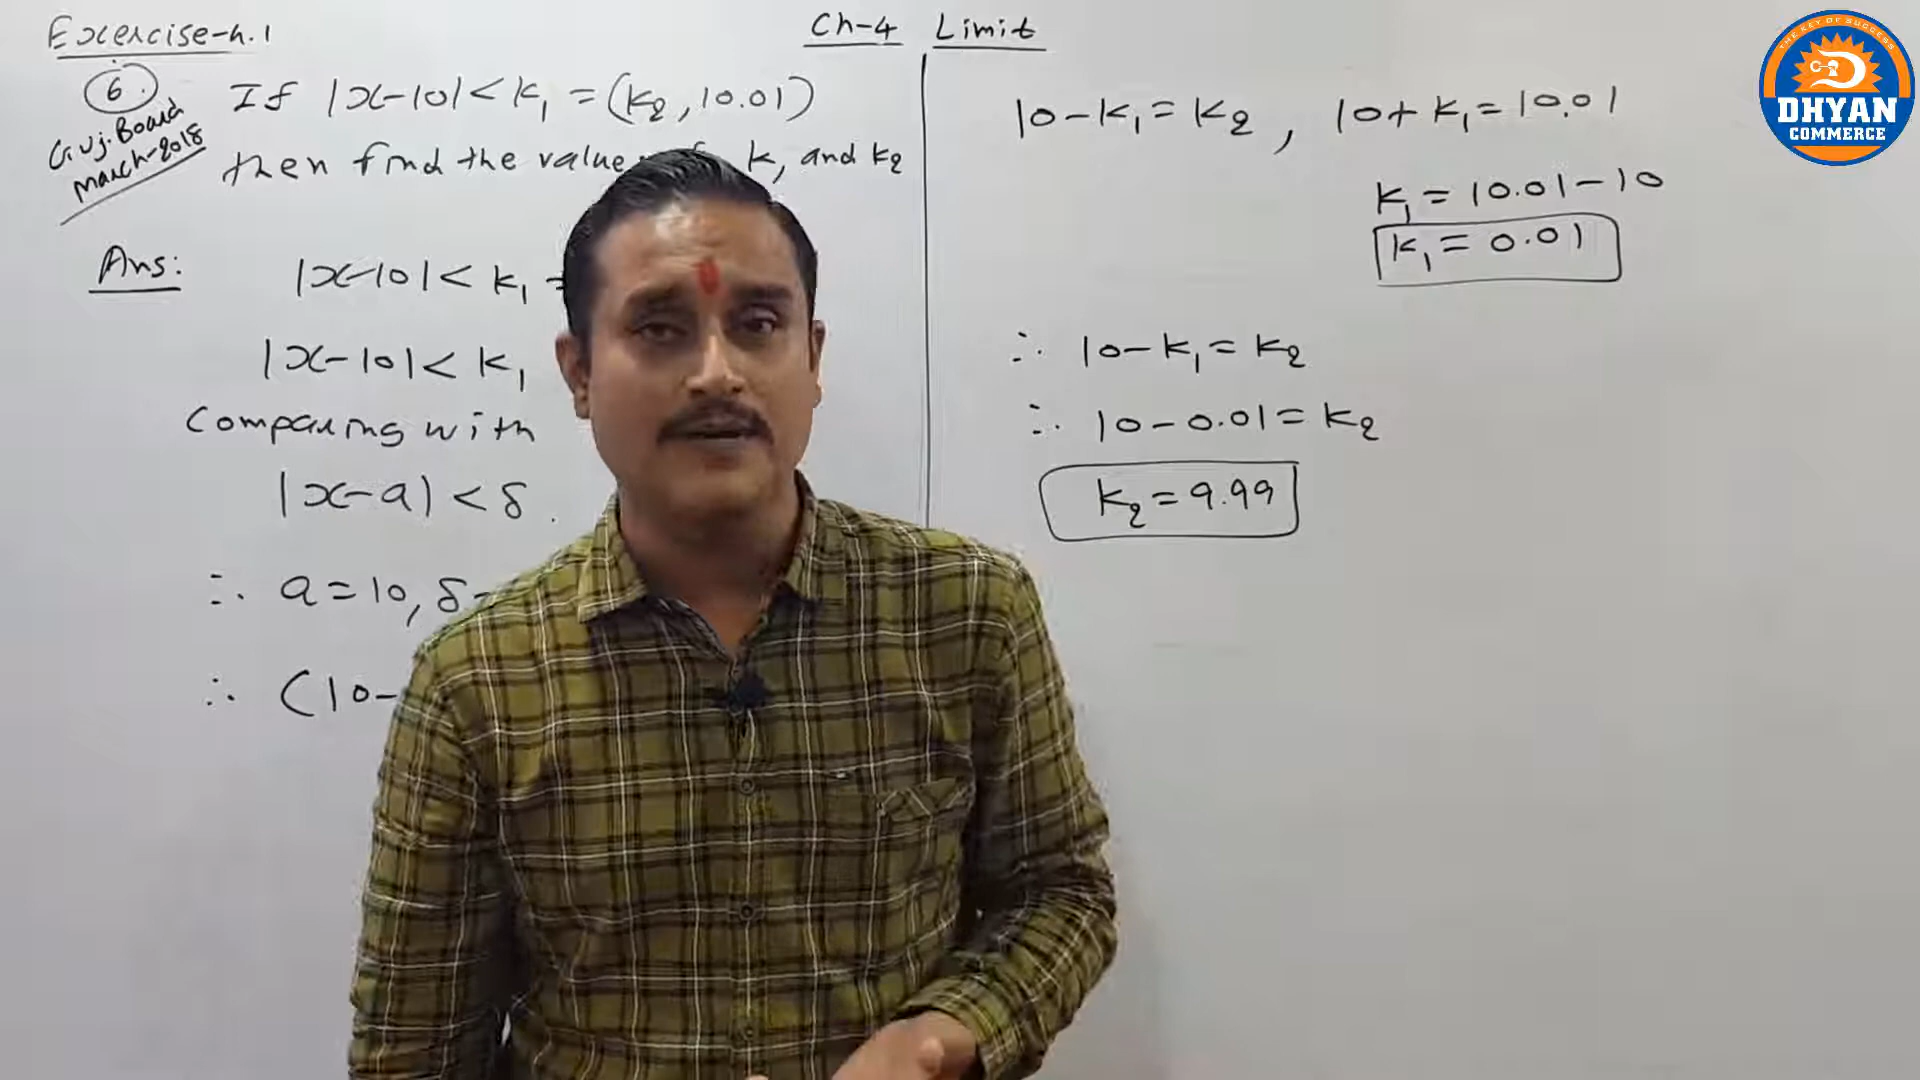 Exercise-4.1
Ch-4 Limit
6.
Guj. Board
March-2018
If |x-10| < k₁ = (k₂, 10.01)
then find the value k₁ and k₂
Ans:
|x-10| < k₁
|x-10| < k₁
Comparing with
|x-a| < δ.
∴ a = 10, δ
∴ (10-
10-k₁ = k₂, 10+k₁ = 10.01
k₁ = 10.01-10
k₁ = 0.01
∴ 10-k₁ = k₂
∴ 10-0.01 = k₂
k₂ = 9.99
THE KEY OF SUCCESS
DHYAN
COMMERCE